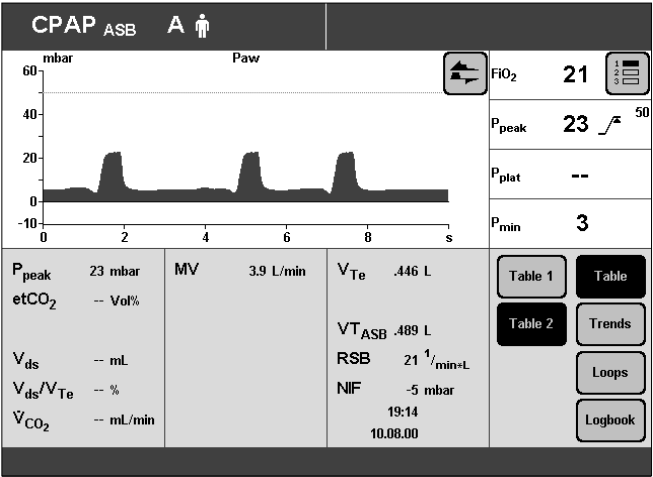 CPAP ASB A
mbar Paw
60
40
20
0
-10
0 2 4 6 8 s
FiO2 21 1 2 3
Ppeak 23 50
Pplat --
Pmin 3
Ppeak 23 mbar
etCO2 -- Vol%
Vds -- mL
Vds/VTe -- %
V̇CO2 -- mL/min
MV 3.9 L/min
VTe .446 L
VTASB .489 L
RSB 21 1/min*L
NIF -5 mbar
19:14
10.08.00
Table 1 Table
Table 2 Trends
Loops
Logbook